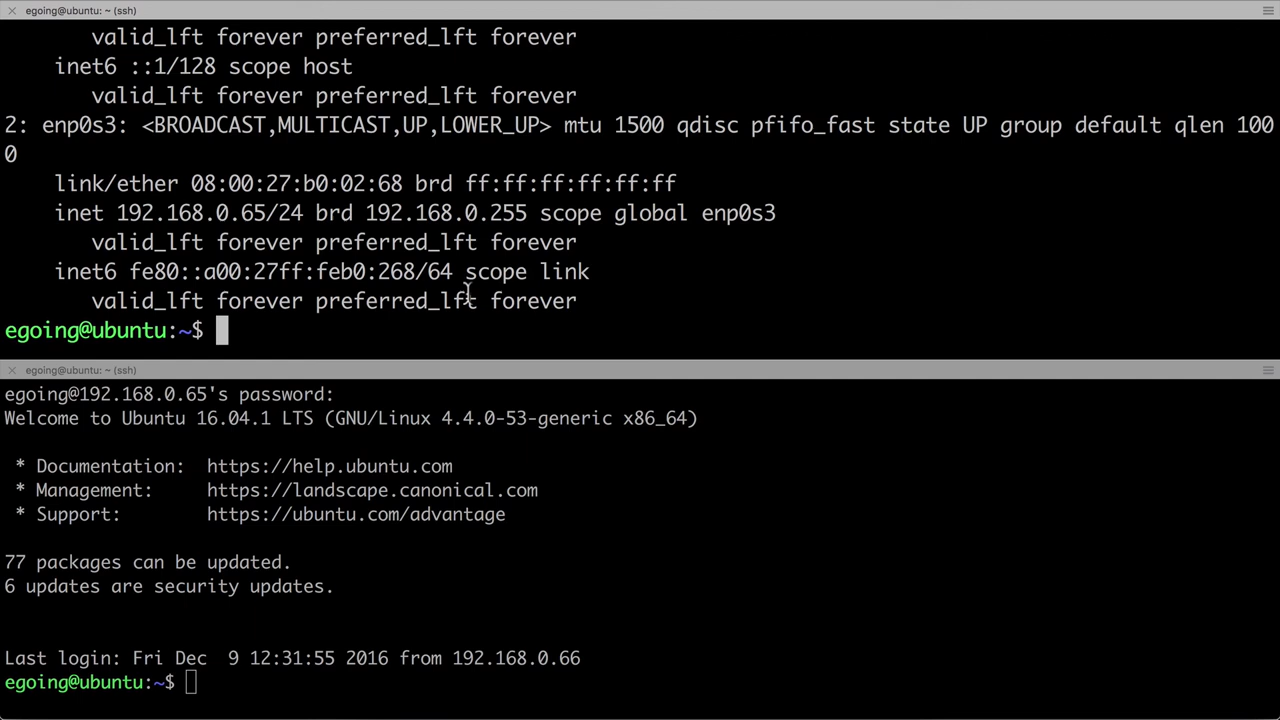 egoing@ubuntu: ~ (ssh)
valid_lft forever preferred_lft forever
inet6 ::1/128 scope host
valid_lft forever preferred_lft forever
2: enp0s3: <BROADCAST,MULTICAST,UP,LOWER_UP> mtu 1500 qdisc pfifo_fast state UP group default qlen 100
0
link/ether 08:00:27:b0:02:68 brd ff:ff:ff:ff:ff:ff
inet 192.168.0.65/24 brd 192.168.0.255 scope global enp0s3
valid_lft forever preferred_lft forever
inet6 fe80::a00:27ff:feb0:268/64 scope link
valid_lft forever preferred_lft forever
egoing@ubuntu:~$
egoing@ubuntu: ~ (ssh)
egoing@192.168.0.65's password:
Welcome to Ubuntu 16.04.1 LTS (GNU/Linux 4.4.0-53-generic x86_64)
* Documentation:  https://help.ubuntu.com
* Management:     https://landscape.canonical.com
* Support:        https://ubuntu.com/advantage
77 packages can be updated.
6 updates are security updates.
Last login: Fri Dec  9 12:31:55 2016 from 192.168.0.66
egoing@ubuntu:~$